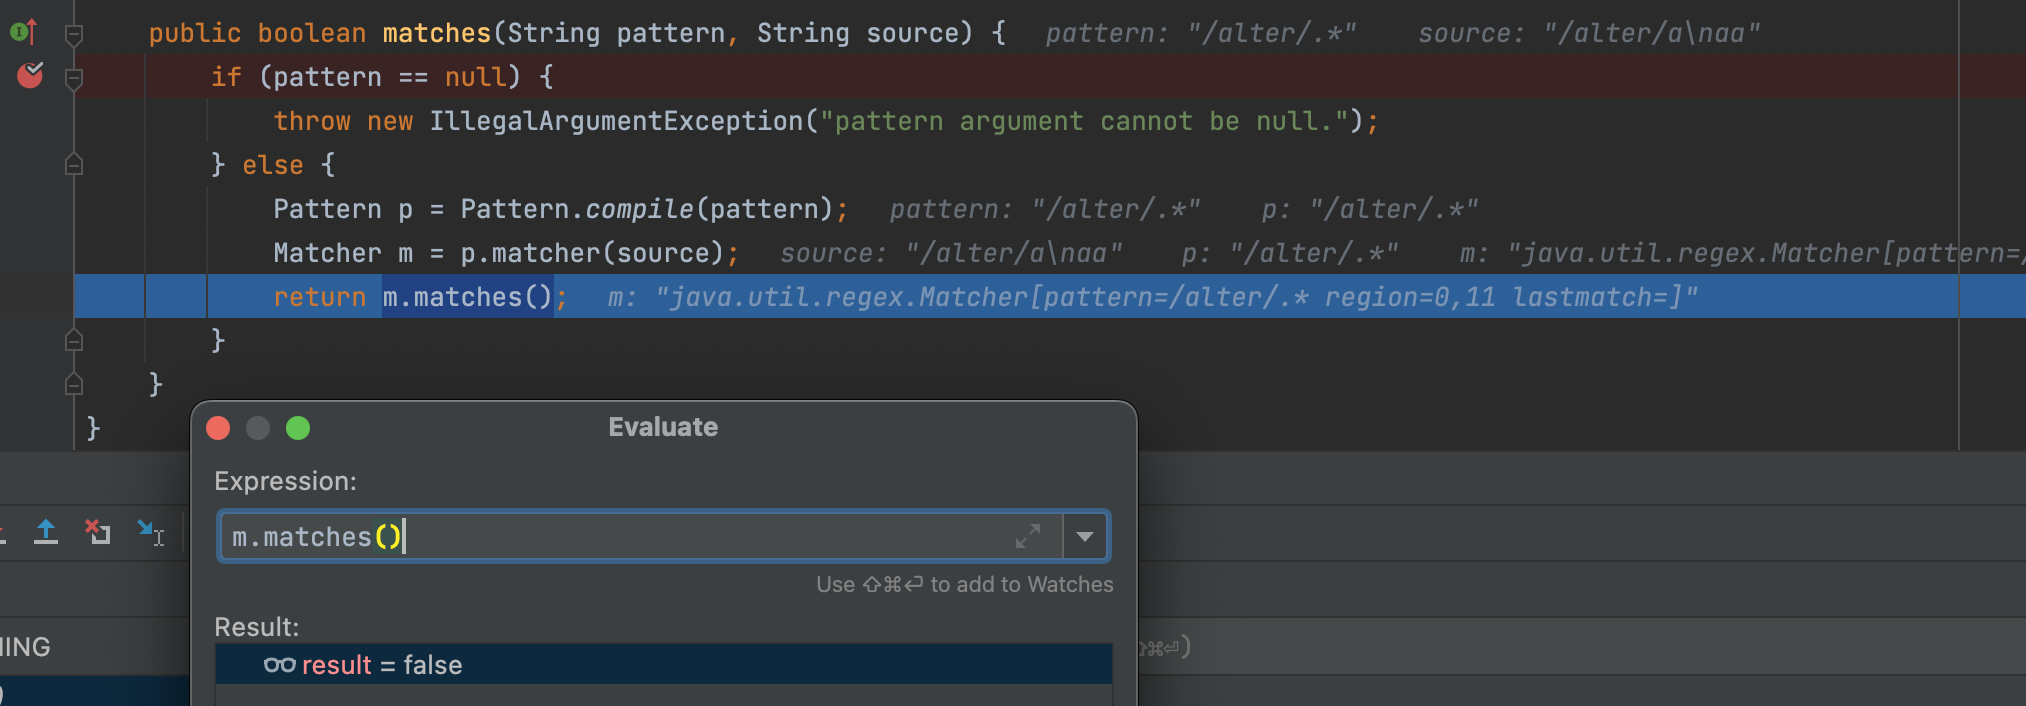 public boolean matches(String pattern, String source) { pattern: "/alter/.*" source: "/alter/a\naa"
if (pattern == null) {
throw new IllegalArgumentException("pattern argument cannot be null.");
} else {
Pattern p = Pattern.compile(pattern); pattern: "/alter/.*" p: "/alter/.*"
Matcher m = p.matcher(source); source: "/alter/a\naa" p: "/alter/.*" m: "java.util.regex.Matcher[pattern=/
return m.matches(); m: "java.util.regex.Matcher[pattern=/alter/.* region=0,11 lastmatch=]"
}
}
}
Evaluate
Expression:
m.matches()
Use ⇧⌘⏎ to add to Watches
Result:
NING
⇧⌘⏎)
result = false
)